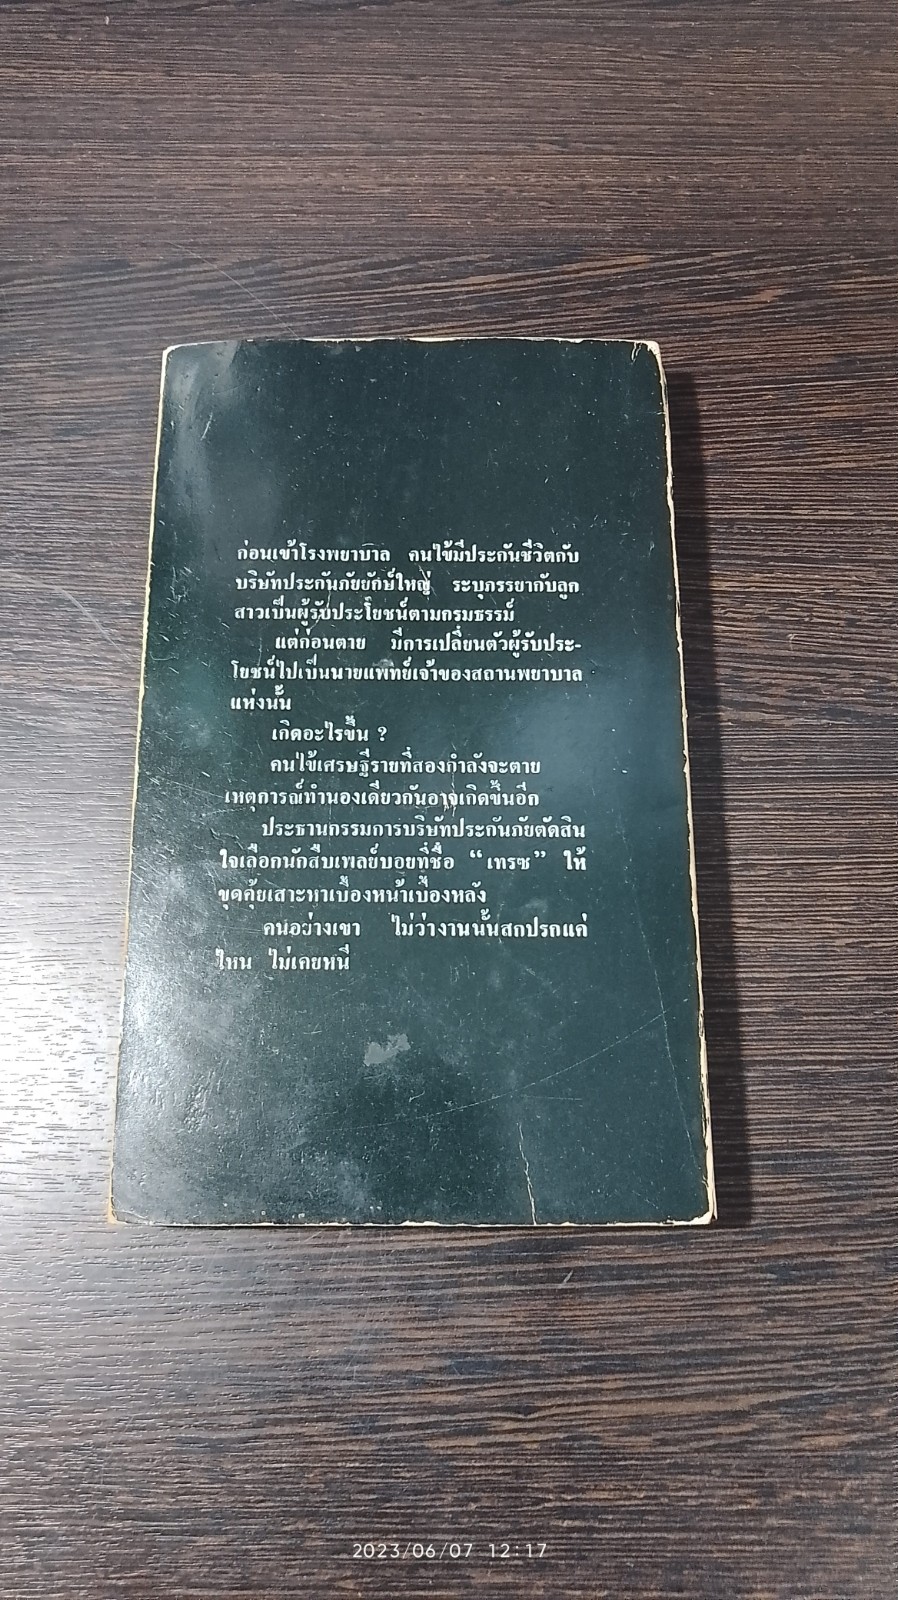 ก่อนเข้าโรงพยาบาล คนไข้มีประกันชีวิตกับ
บริษัทประกันภัยยักษ์ใหญ่ ระบุภรรยากับลูก
สาวเป็นผู้รับประโยชน์ตามกรมธรรม์
แต่ก่อนตาย มีการเปลี่ยนตัวผู้รับประ-
โยชน์ไปเป็นนายแพทย์เจ้าของสถานพยาบาล
แห่งนั้น
เกิดอะไรขึ้น ?
คนไข้เศรษฐีรายที่สองกำลังจะตาย
เหตุการณ์ทำนองเดียวกันอาจเกิดขึ้นอีก
ประธานกรรมการบริษัทประกันภัยตัดสิน
ใจเลือกนักสืบเพลย์บอยที่ชื่อ “เทรซ” ให้
ขุดคุ้ยเสาะหาเบื้องหน้าเบื้องหลัง
คนอย่างเขา ไม่ว่างานนั้นสกปรกแค่
ไหน ไม่เคยหนี
2023/06/07 12:17